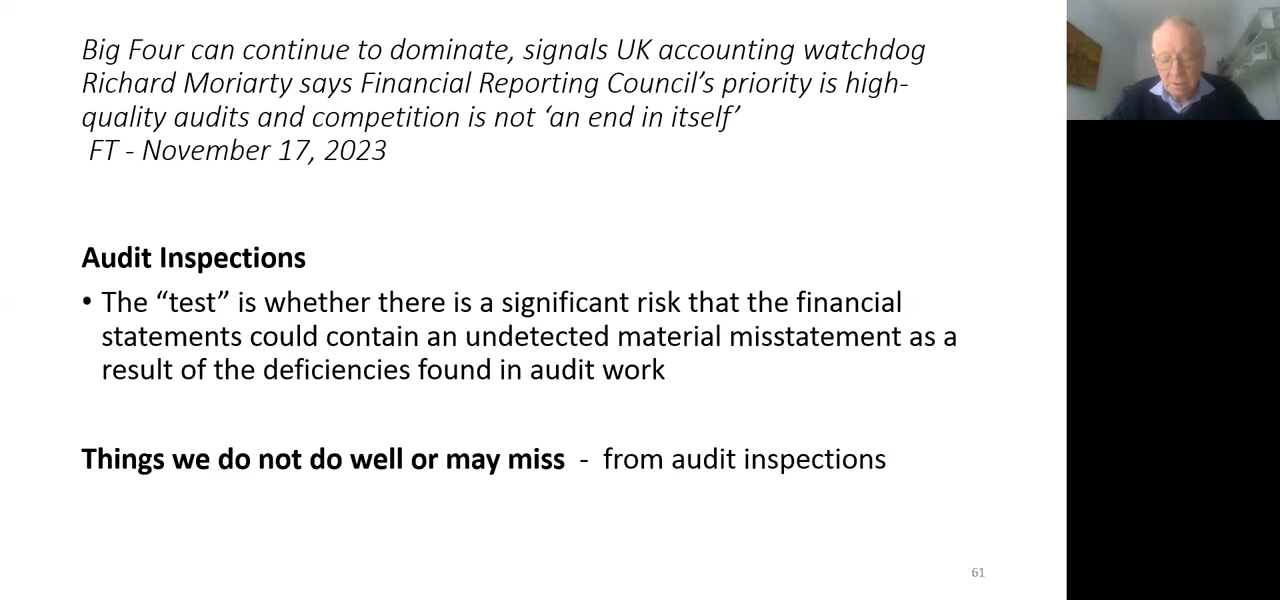 Big Four can continue to dominate, signals UK accounting watchdog
Richard Moriarty says Financial Reporting Council’s priority is high-
quality audits and competition is not ‘an end in itself’
FT - November 17, 2023
Audit Inspections
• The “test” is whether there is a significant risk that the financial
statements could contain an undetected material misstatement as a
result of the deficiencies found in audit work
Things we do not do well or may miss - from audit inspections
61